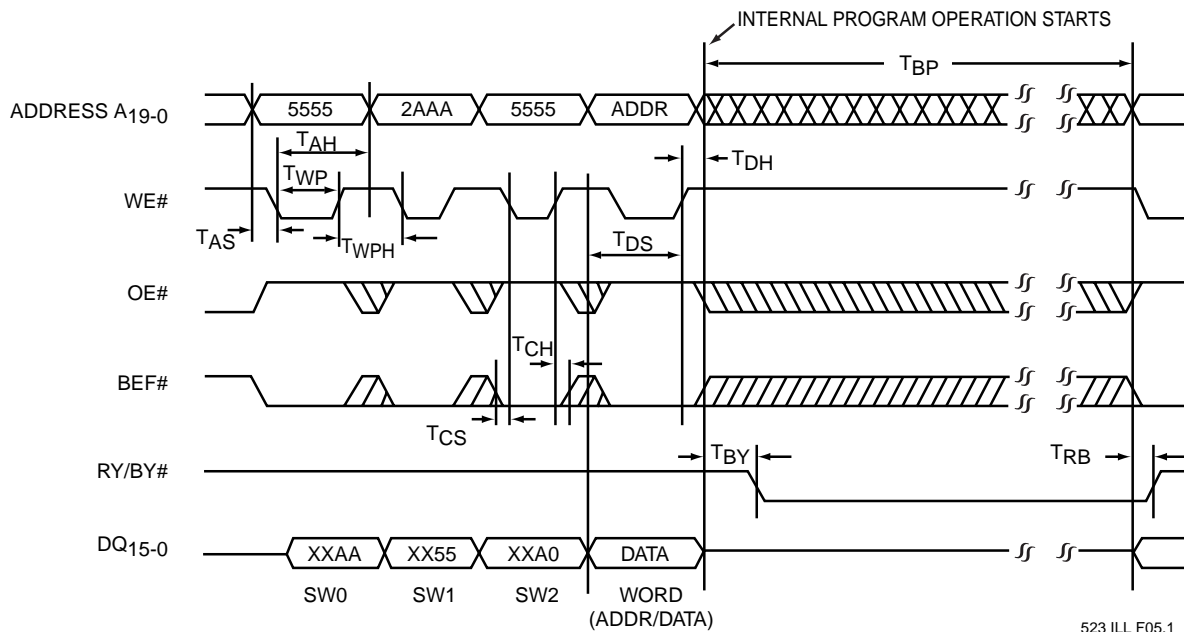 INTERNAL PROGRAM OPERATION STARTS
TBP
ADDRESS A19-0
5555
2AAA
5555
ADDR
TAH
TDH
TWP
WE#
TAS
TWPH
TDS
OE#
TCH
BEF#
TCS
TBY
TRB
RY/BY#
DQ15-0
XXAA
XX55
XXA0
DATA
SW0
SW1
SW2
WORD
(ADDR/DATA)
523 ILL F05.1